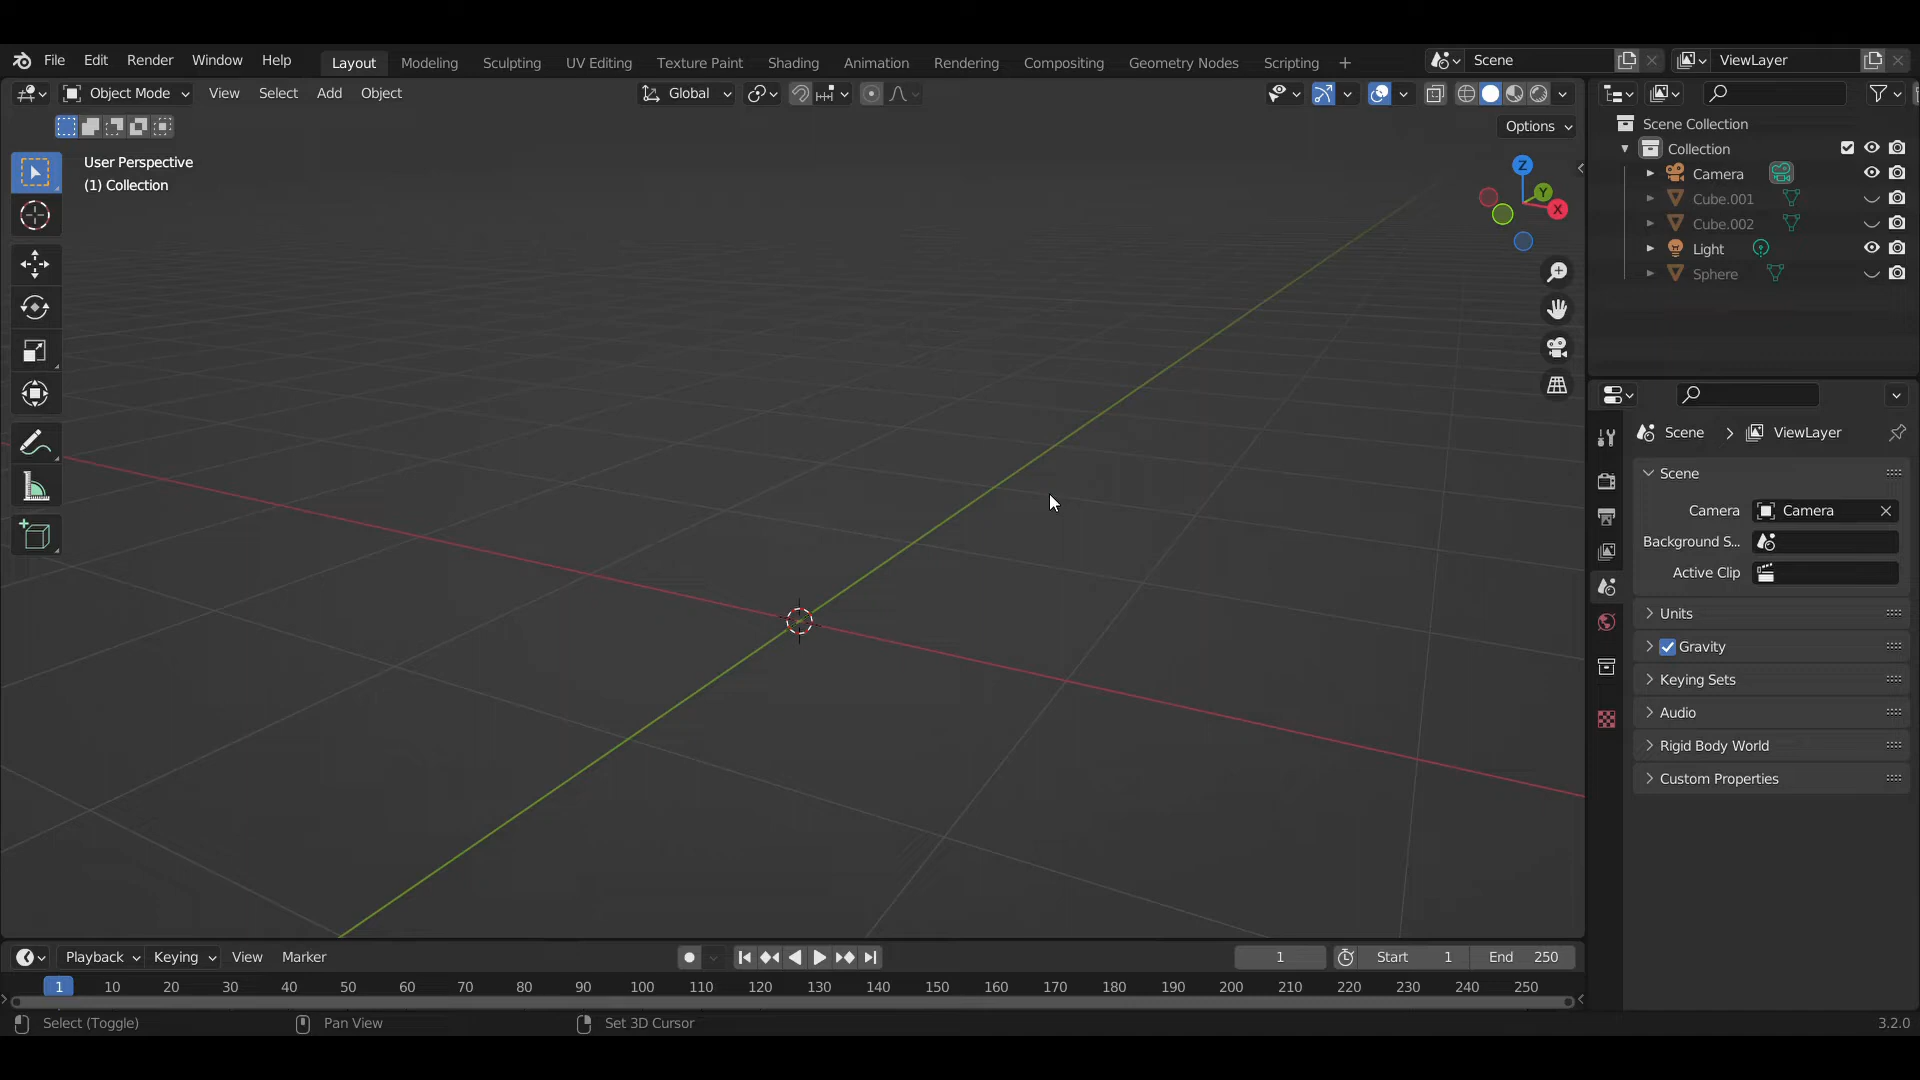 File Edit Render Window Help Layout Modeling Sculpting UV Editing Texture Paint Shading Animation Rendering Compositing Geometry Nodes Scripting + Scene ViewLayer
Object Mode View Select Add Object Global
Options
User Perspective
(1) Collection
Z
Y
X
Scene Collection
Collection
Camera
Cube.001
Cube.002
Light
Sphere
Scene > ViewLayer
Scene
Camera Camera
Background S...
Active Clip
Units
Gravity
Keying Sets
Audio
Rigid Body World
Custom Properties
Playback Keying View Marker 1 Start 1 End 250
1 10 20 30 40 50 60 70 80 90 100 110 120 130 140 150 160 170 180 190 200 210 220 230 240 250
Select (Toggle) Pan View Set 3D Cursor 3.2.0